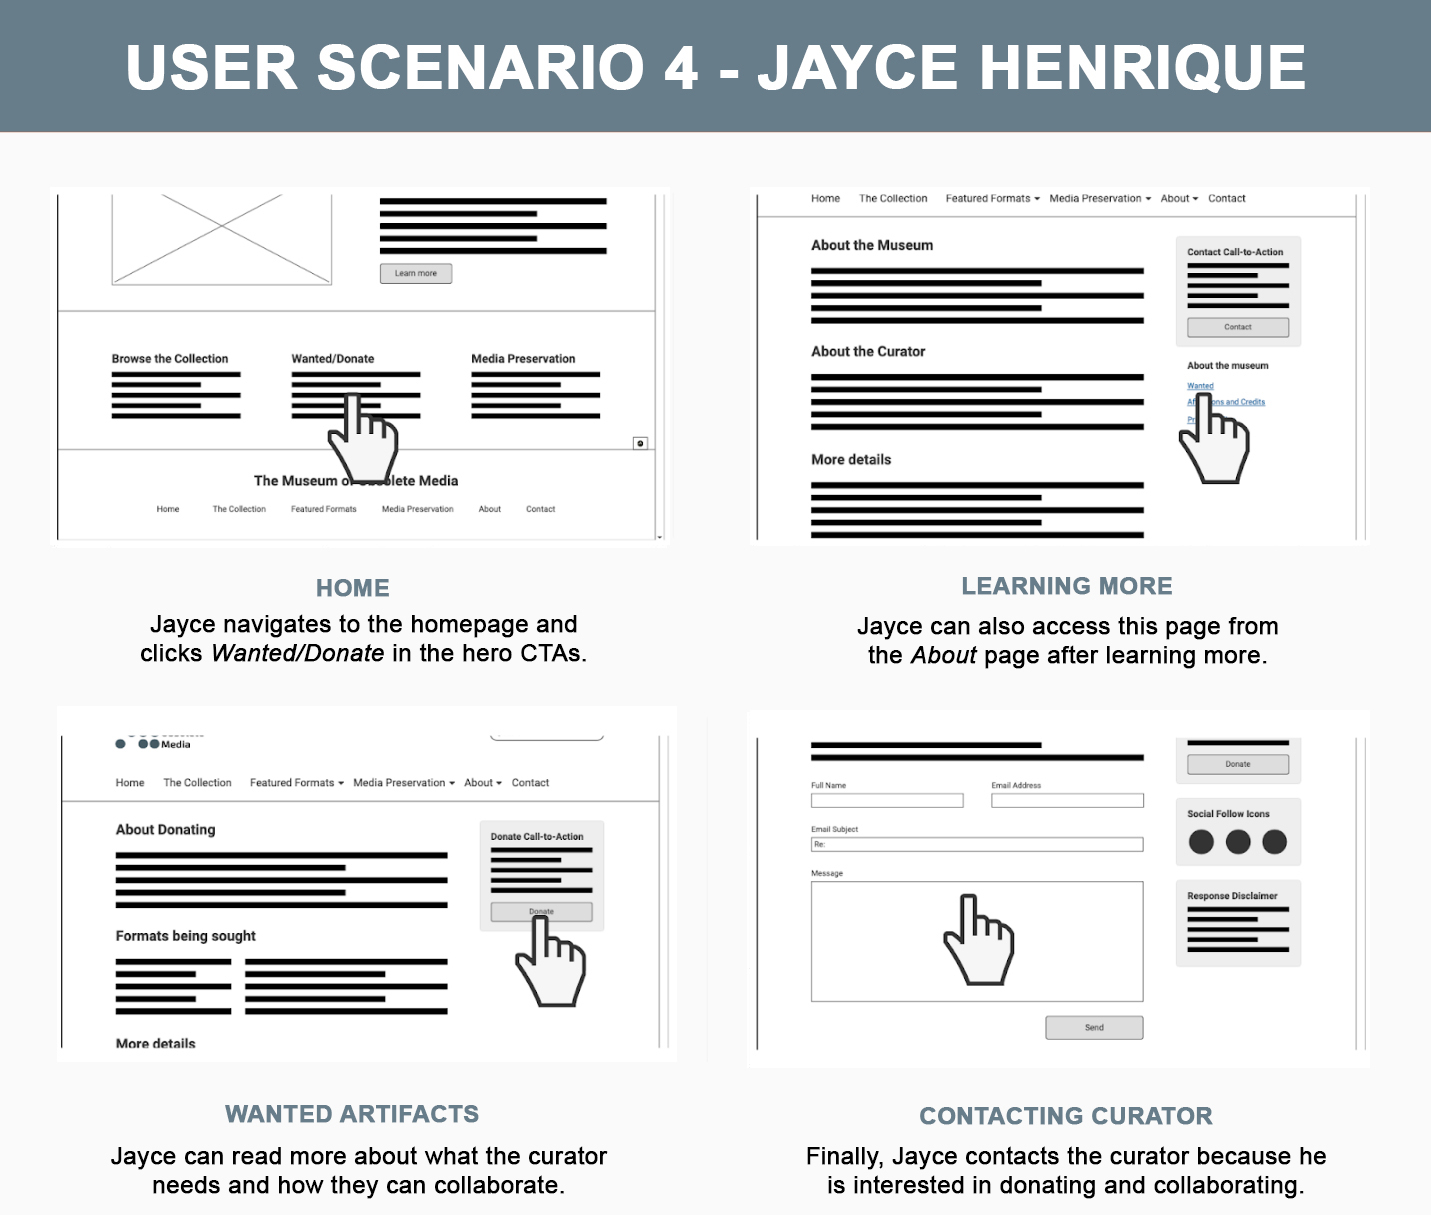 USER SCENARIO 4 - JAYCE HENRIQUE
Learn more
Browse the Collection
Wanted/Donate
Media Preservation
The Museum of Obsolete Media
Home The Collection Featured Formats Media Preservation About Contact
HOME
Jayce navigates to the homepage and
clicks Wanted/Donate in the hero CTAs.
Home The Collection Featured Formats Media Preservation About Contact
About the Museum
About the Curator
More details
Contact Call-to-Action
Contact
About the museum
Wanted
and Credits
LEARNING MORE
Jayce can also access this page from
the About page after learning more.
Media
Home The Collection Featured Formats Media Preservation About Contact
About Donating
Formats being sought
More details
Donate Call-to-Action
Donate
WANTED ARTIFACTS
Jayce can read more about what the curator
needs and how they can collaborate.
Full Name
Email Address
Email Subject
Re:
Message
Send
Donate
Social Follow Icons
Response Disclaimer
CONTACTING CURATOR
Finally, Jayce contacts the curator because he
is interested in donating and collaborating.